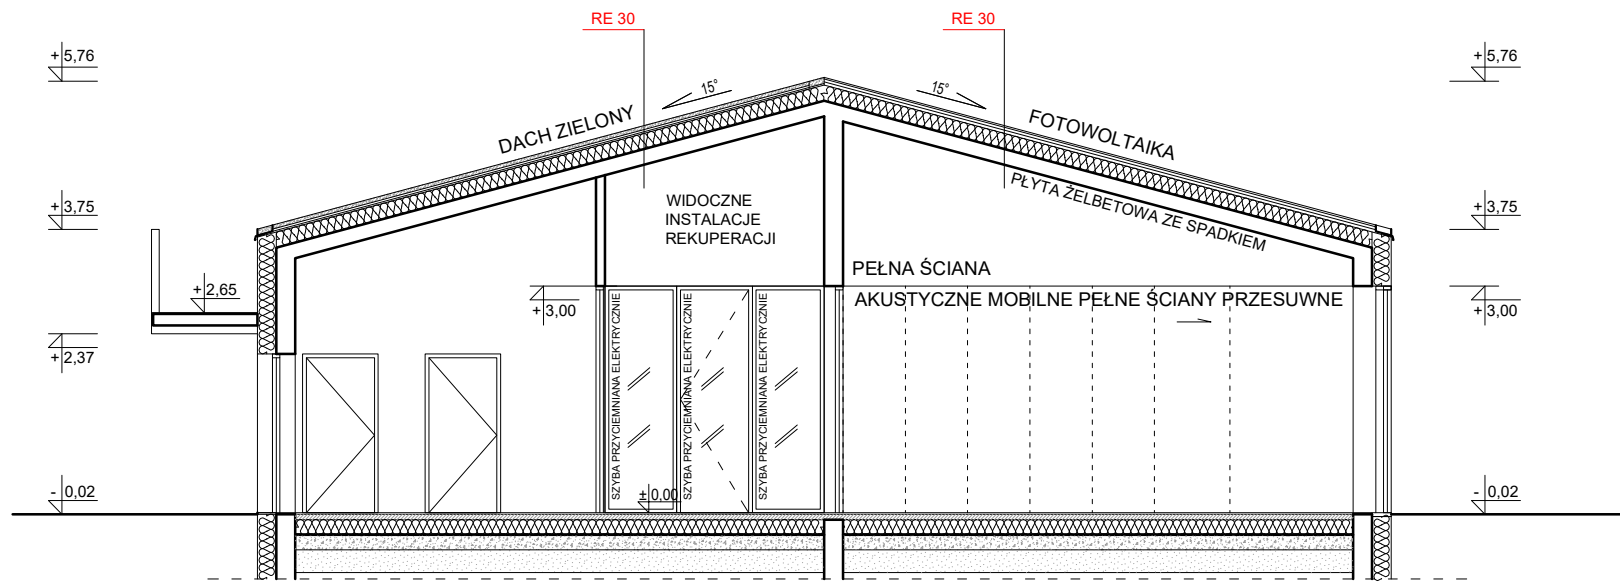 RE 30
RE 30
+5,76
+5,76
15°
15°
DACH ZIELONY
FOTOWOLTAIKA
PŁYTA ŻELBETOWA ZE SPADKIEM
WIDOCZNE
INSTALACJE
REKUPERACJI
+3,75
+3,75
PEŁNA ŚCIANA
+2,65
+3,00
AKUSTYCZNE MOBILNE PEŁNE ŚCIANY PRZESUWNE
+3,00
+2,37
SZYBA PRZYCIEMNIANA ELEKTRYCZNIE
SZYBA PRZYCIEMNIANA ELEKTRYCZNIE
SZYBA PRZYCIEMNIANA ELEKTRYCZNIE
- 0,02
±0,00
- 0,02